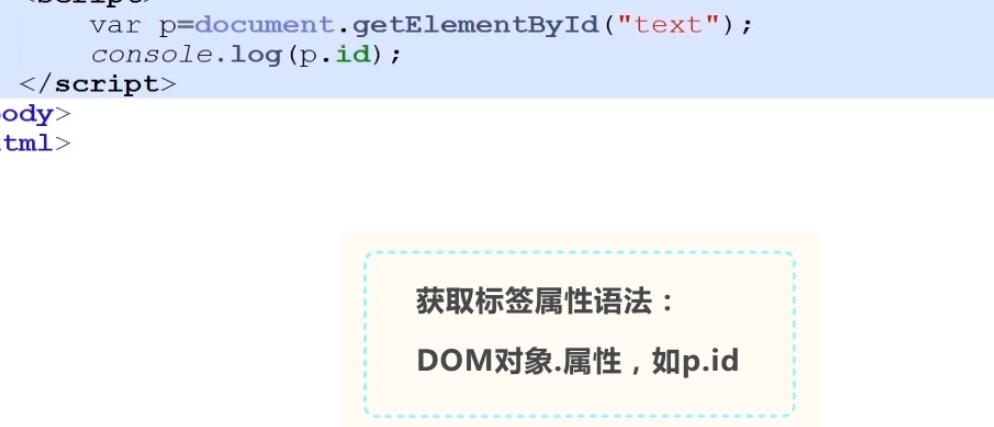 var p=document.getElementById("text");
console.log(p.id);
</script>
ody>
tml>
获取标签属性语法：
DOM对象.属性，如p.id